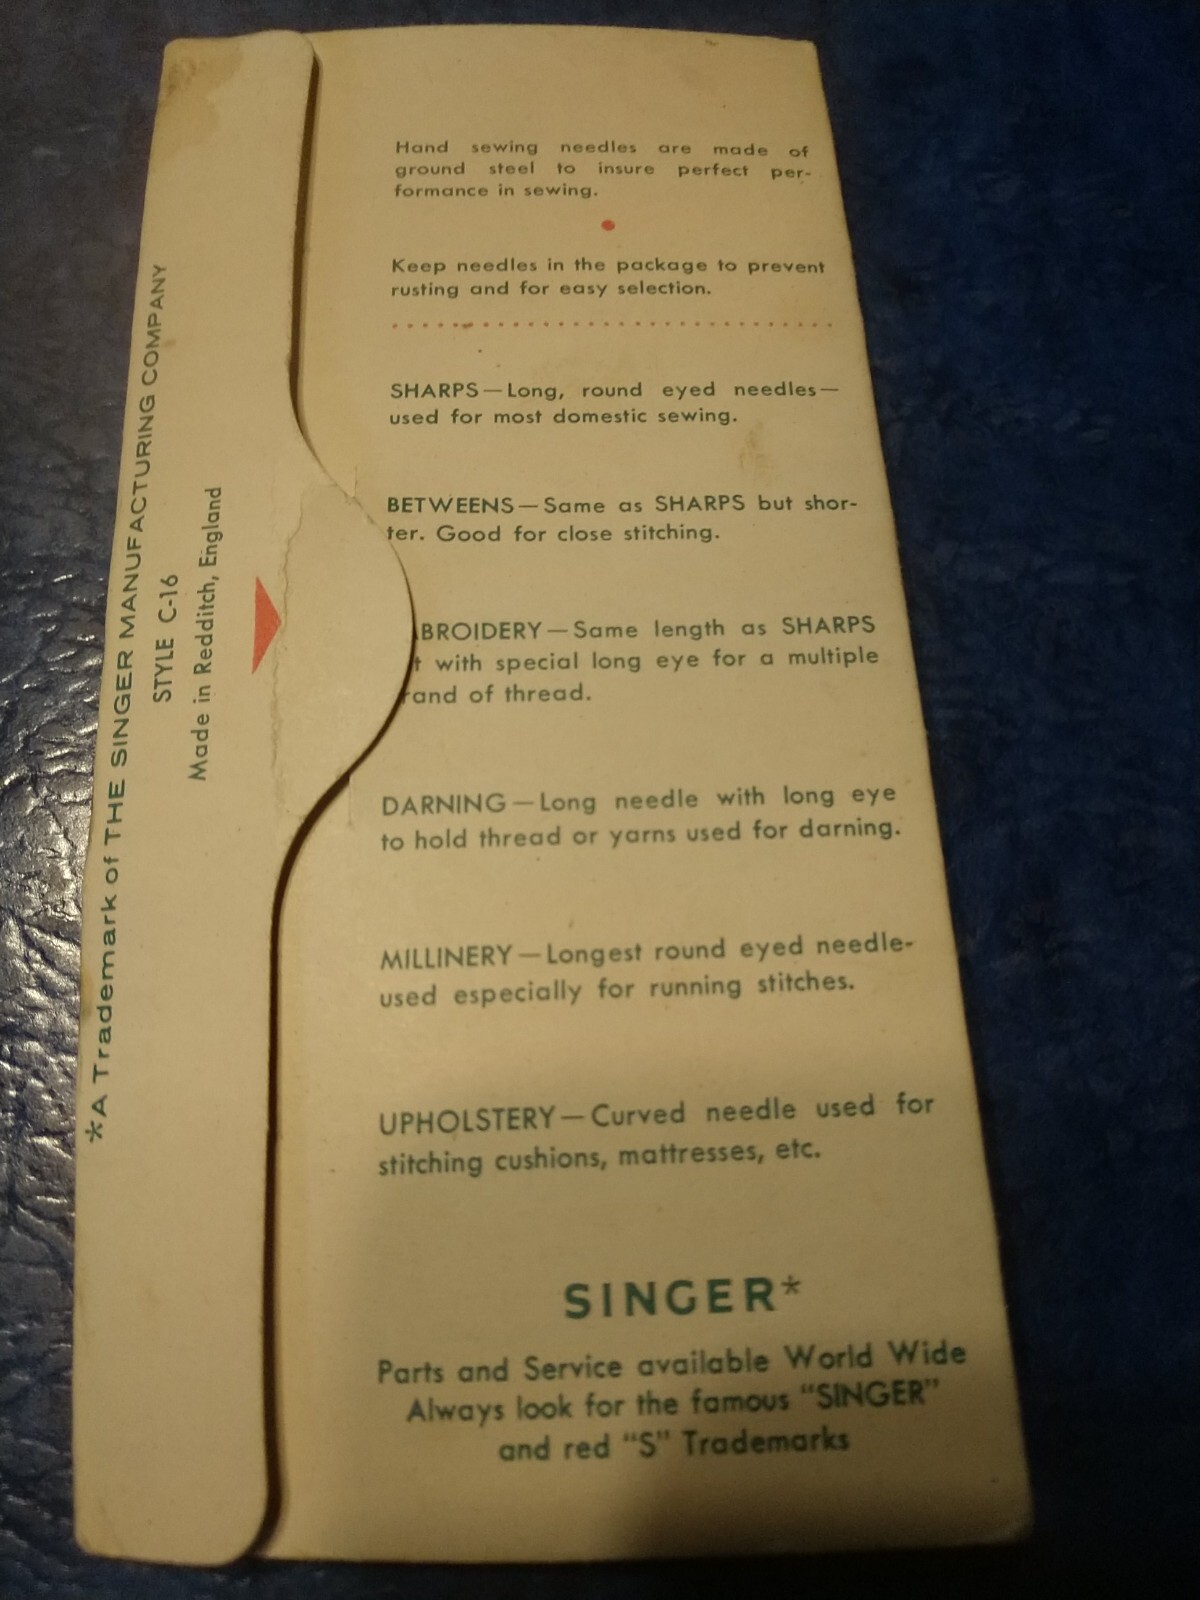 *A Trademark of THE SINGER MANUFACTURING COMPANY
STYLE C-16
Made in Redditch, England
Hand sewing needles are made of
ground steel to insure perfect per-
formance in sewing.
Keep needles in the package to prevent
rusting and for easy selection.
SHARPS—Long, round eyed needles—
used for most domestic sewing.
BETWEENS—Same as SHARPS but shor-
ter. Good for close stitching.
BROIDERY—Same length as SHARPS
t with special long eye for a multiple
rand of thread.
DARNING—Long needle with long eye
to hold thread or yarns used for darning.
MILLINERY—Longest round eyed needle-
used especially for running stitches.
UPHOLSTERY—Curved needle used for
stitching cushions, mattresses, etc.
SINGER*
Parts and Service available World Wide
Always look for the famous "SINGER"
and red "S" Trademarks